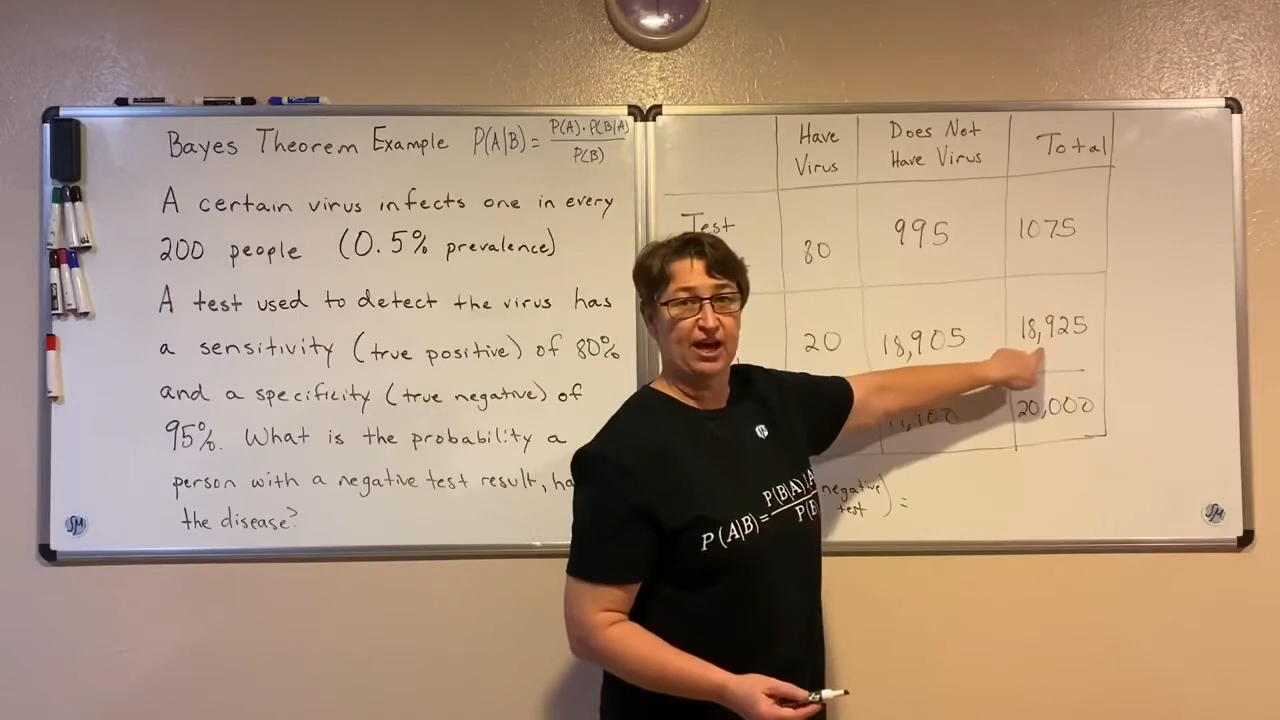 Bayes Theorem Example P(A|B) = P(A)·P(B|A) / P(B)
A certain virus infects one in every
200 people (0.5% prevalence)
A test used to detect the virus has
a sensitivity (true positive) of 80%
and a specificity (true negative) of
95%. What is the probability a
person with a negative test result, ha
the disease?
SM
Have Virus
Does Not Have Virus
Total
Test
80
995
1075
20
18,905
18,925
20,000
negative test ) =
SM
P(A|B) = P(B|A)
P(B)